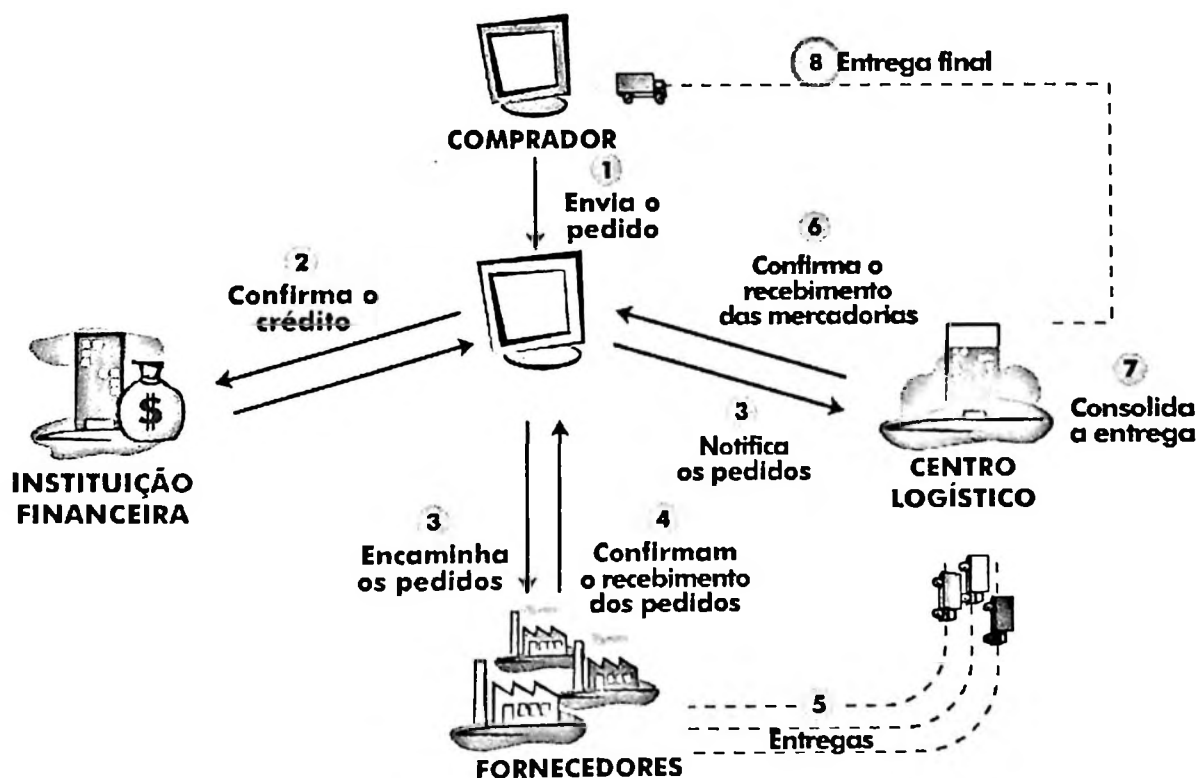 8 Entrega final
COMPRADOR
1
Envia o
pedido
2
Confirma o
crédito
6
Confirma o
recebimento
das mercadorias
7
Consolida
a entrega
$
INSTITUIÇÃO
FINANCEIRA
3
Notifica
os pedidos
CENTRO
LOGÍSTICO
3
Encaminha
os pedidos
4
Confirmam
o recebimento
dos pedidos
5
Entregas
FORNECEDORES